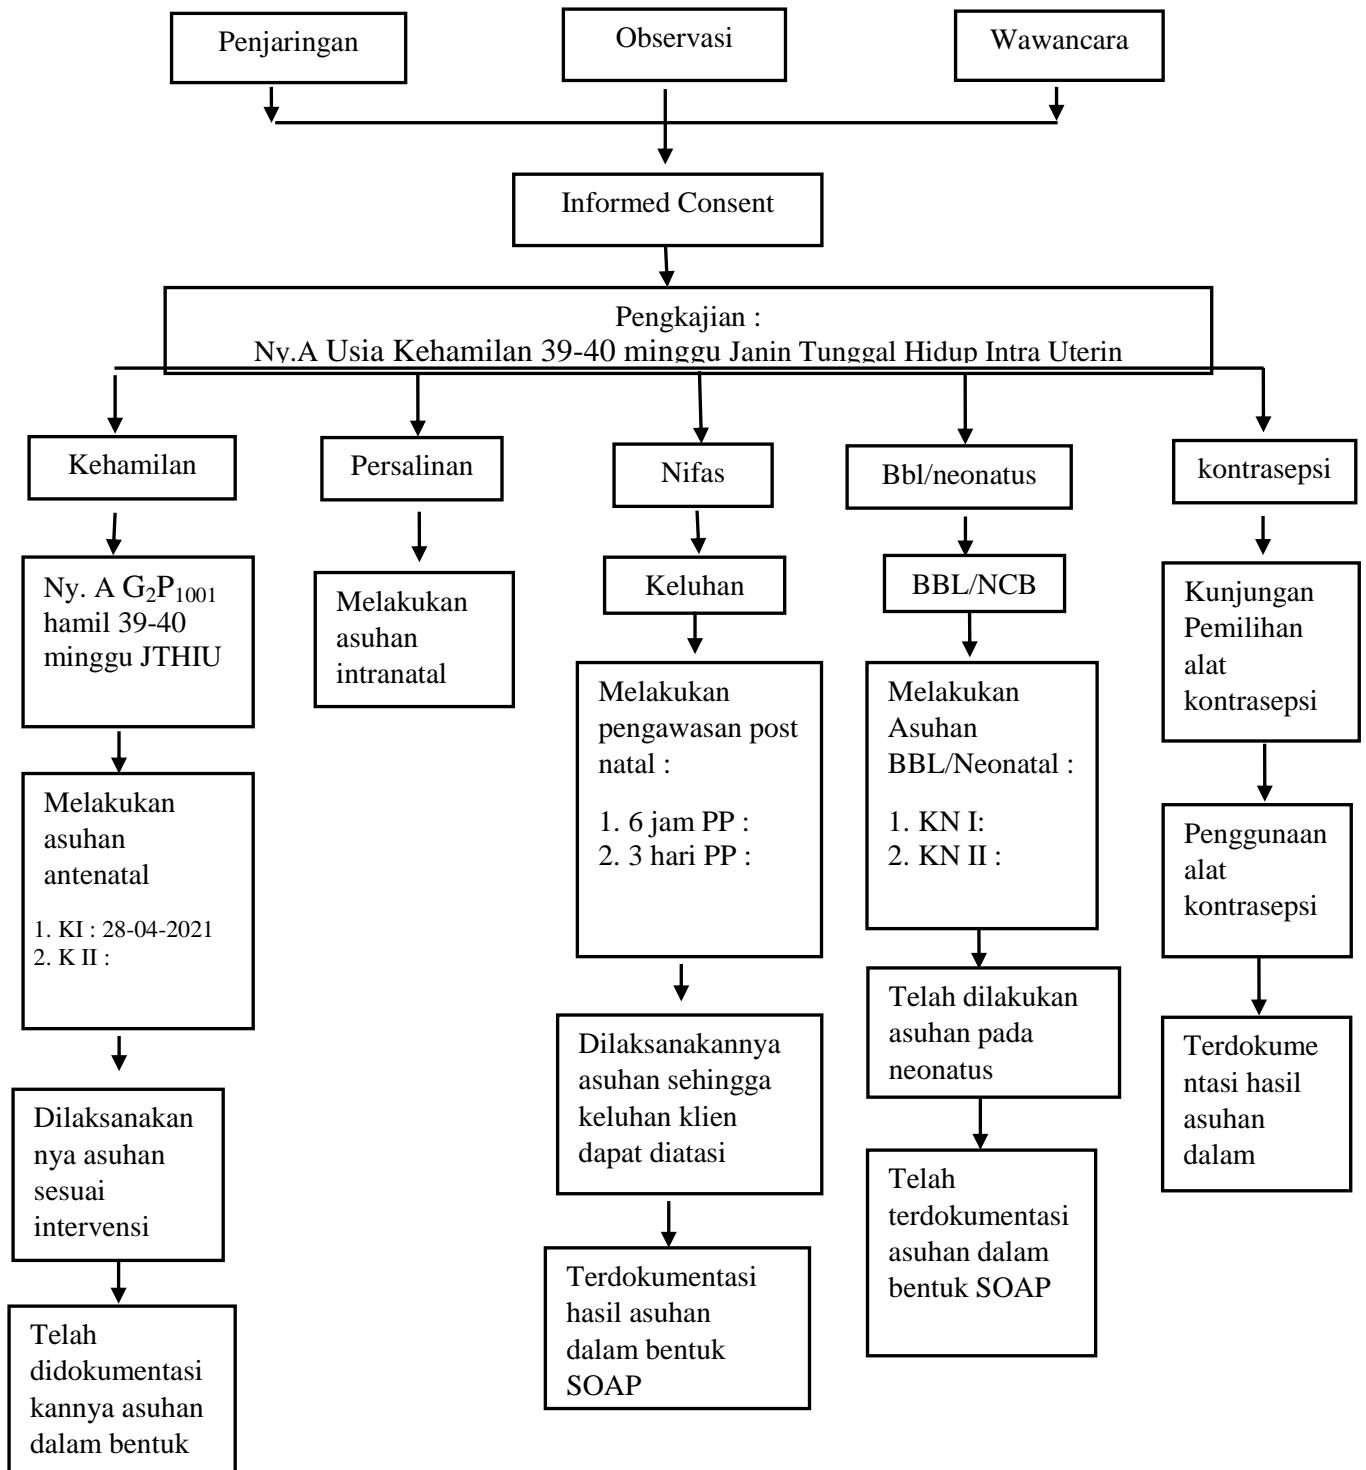 Penjaringan
Observasi
Wawancara
Informed Consent
Pengkajian :
Ny.A Usia Kehamilan 39-40 minggu Janin Tunggal Hidup Intra Uterin
Kehamilan
Persalinan
Nifas
Bbl/neonatus
kontrasepsi
Ny. A G₂P₁₀₀₁
hamil 39-40
minggu JTHIU
Melakukan
asuhan
antenatal
1. KI : 28-04-2021
2. K II :
Dilaksanakan
nya asuhan
sesuai
intervensi
Telah
didokumentasi
kannya asuhan
dalam bentuk
Melakukan
asuhan
intranatal
Keluhan
Melakukan
pengawasan post
natal :
1. 6 jam PP :
2. 3 hari PP :
Dilaksanakannya
asuhan sehingga
keluhan klien
dapat diatasi
Terdokumentasi
hasil asuhan
dalam bentuk
SOAP
BBL/NCB
Melakukan
Asuhan
BBL/Neonatal :
1. KN I:
2. KN II :
Telah dilakukan
asuhan pada
neonatus
Telah
terdokumentasi
asuhan dalam
bentuk SOAP
Kunjungan
Pemilihan
alat
kontrasepsi
Penggunaan
alat
kontrasepsi
Terdokume
ntasi hasil
asuhan
dalam